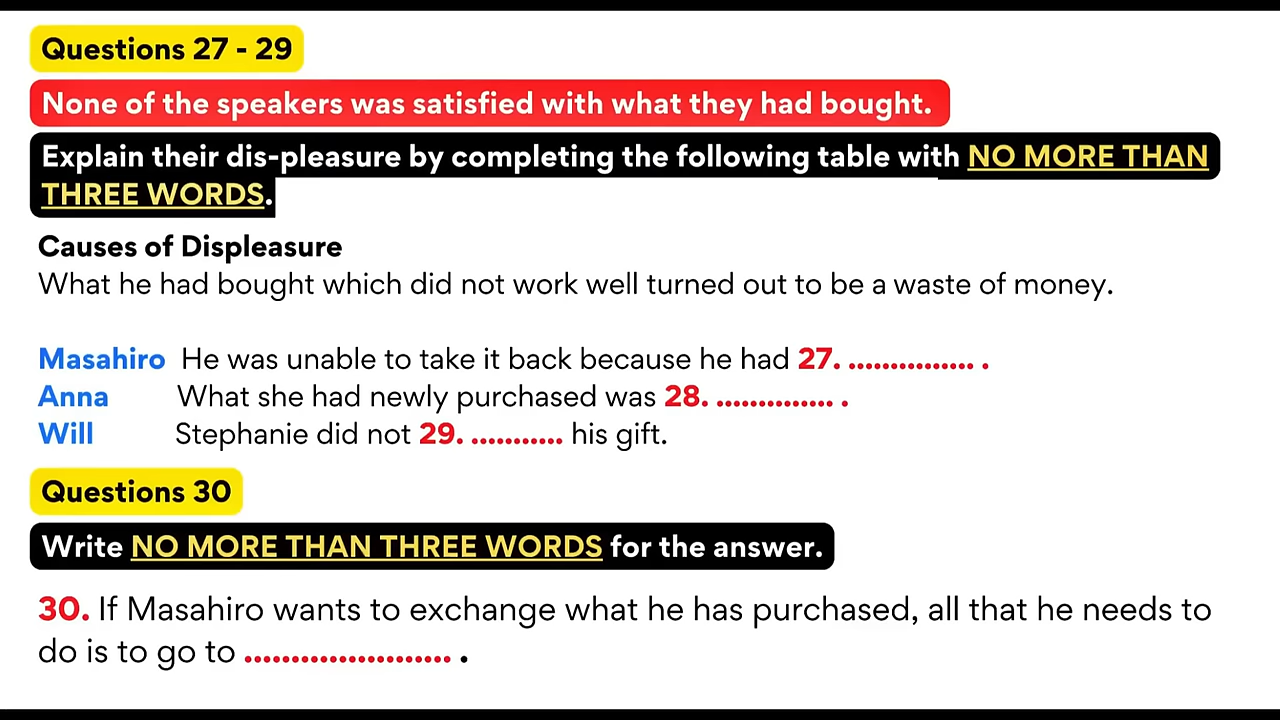 Questions 27 - 29
None of the speakers was satisfied with what they had bought.
Explain their dis-pleasure by completing the following table with NO MORE THAN
THREE WORDS.
Causes of Displeasure
What he had bought which did not work well turned out to be a waste of money.
Masahiro He was unable to take it back because he had 27. ............... .
Anna What she had newly purchased was 28. .............. .
Will Stephanie did not 29. ........... his gift.
Questions 30
Write NO MORE THAN THREE WORDS for the answer.
30. If Masahiro wants to exchange what he has purchased, all that he needs to
do is to go to ........................ .